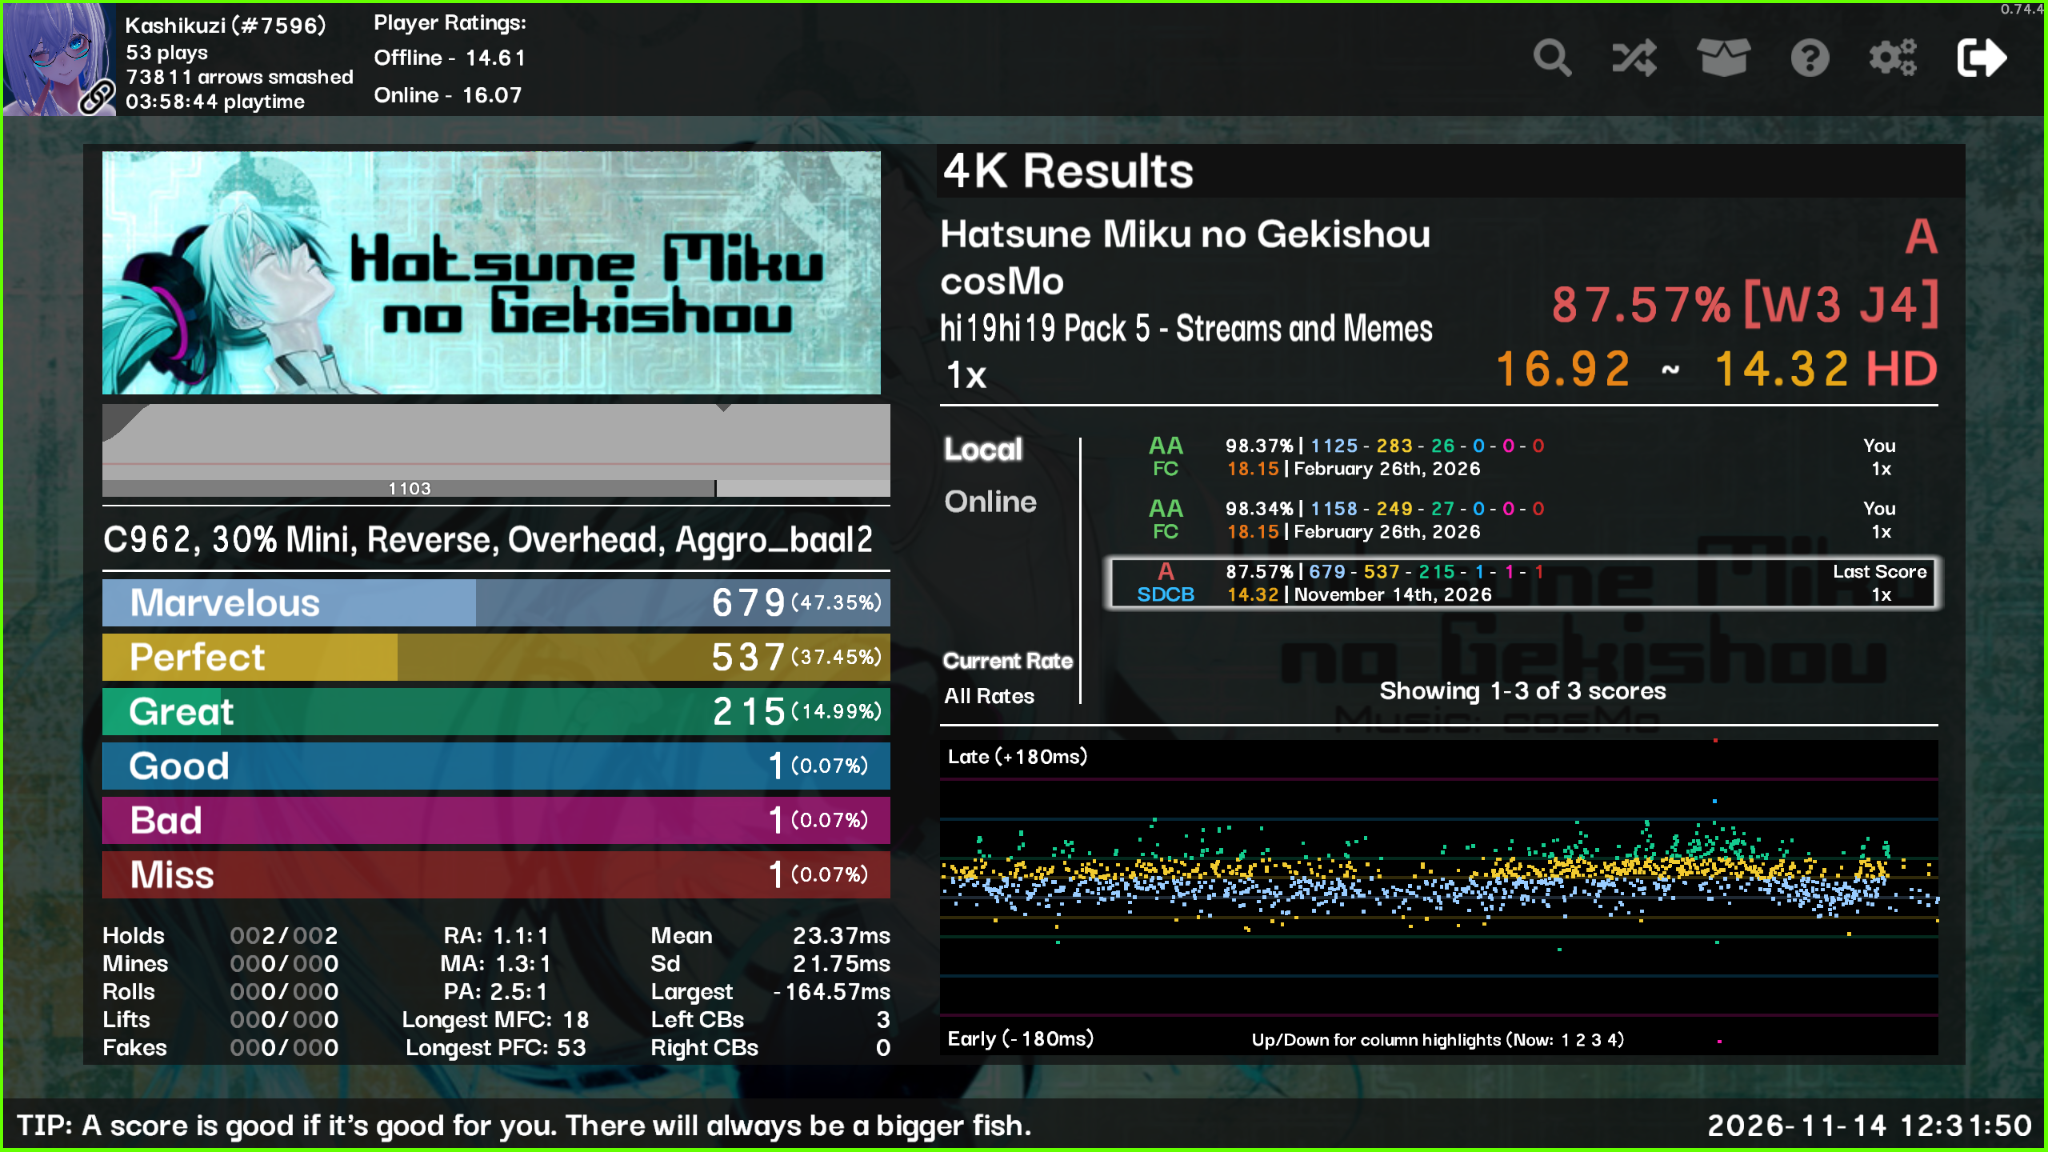 Kashikuzi (#7596)
53 plays
73811 arrows smashed
03:58:44 playtime
Player Ratings:
Offline - 14.61
Online - 16.07
0.74.4
Hatsune Miku
no Gekishou
1103
C962, 30% Mini, Reverse, Overhead, Aggro_baal2
Marvelous 679 (47.35%)
Perfect 537 (37.45%)
Great 215 (14.99%)
Good 1 (0.07%)
Bad 1 (0.07%)
Miss 1 (0.07%)
Holds 002/002 RA: 1.1:1 Mean 23.37ms
Mines 000/000 MA: 1.3:1 Sd 21.75ms
Rolls 000/000 PA: 2.5:1 Largest -164.57ms
Lifts 000/000 Longest MFC: 18 Left CBs 3
Fakes 000/000 Longest PFC: 53 Right CBs 0
4K Results
Hatsune Miku no Gekishou
A
cosMo
87.57% [W3 J4]
hi19hi19 Pack 5 - Streams and Memes
1x
16.92 ~ 14.32 HD
Local
Online
Current Rate
All Rates
AA 98.37% | 1125 - 283 - 26 - 0 - 0 - 0 You
FC 18.15 | February 26th, 2026 1x
AA 98.34% | 1158 - 249 - 27 - 0 - 0 - 0 You
FC 18.15 | February 26th, 2026 1x
A 87.57% | 679 - 537 - 215 - 1 - 1 - 1 Last Score
SDCB 14.32 | November 14th, 2026 1x
no Gekishou
Showing 1-3 of 3 scores
Music: cosMo
Late (+180ms)
Early (-180ms)
Up/Down for column highlights (Now: 1 2 3 4)
TIP: A score is good if it's good for you. There will always be a bigger fish.
2026-11-14 12:31:50